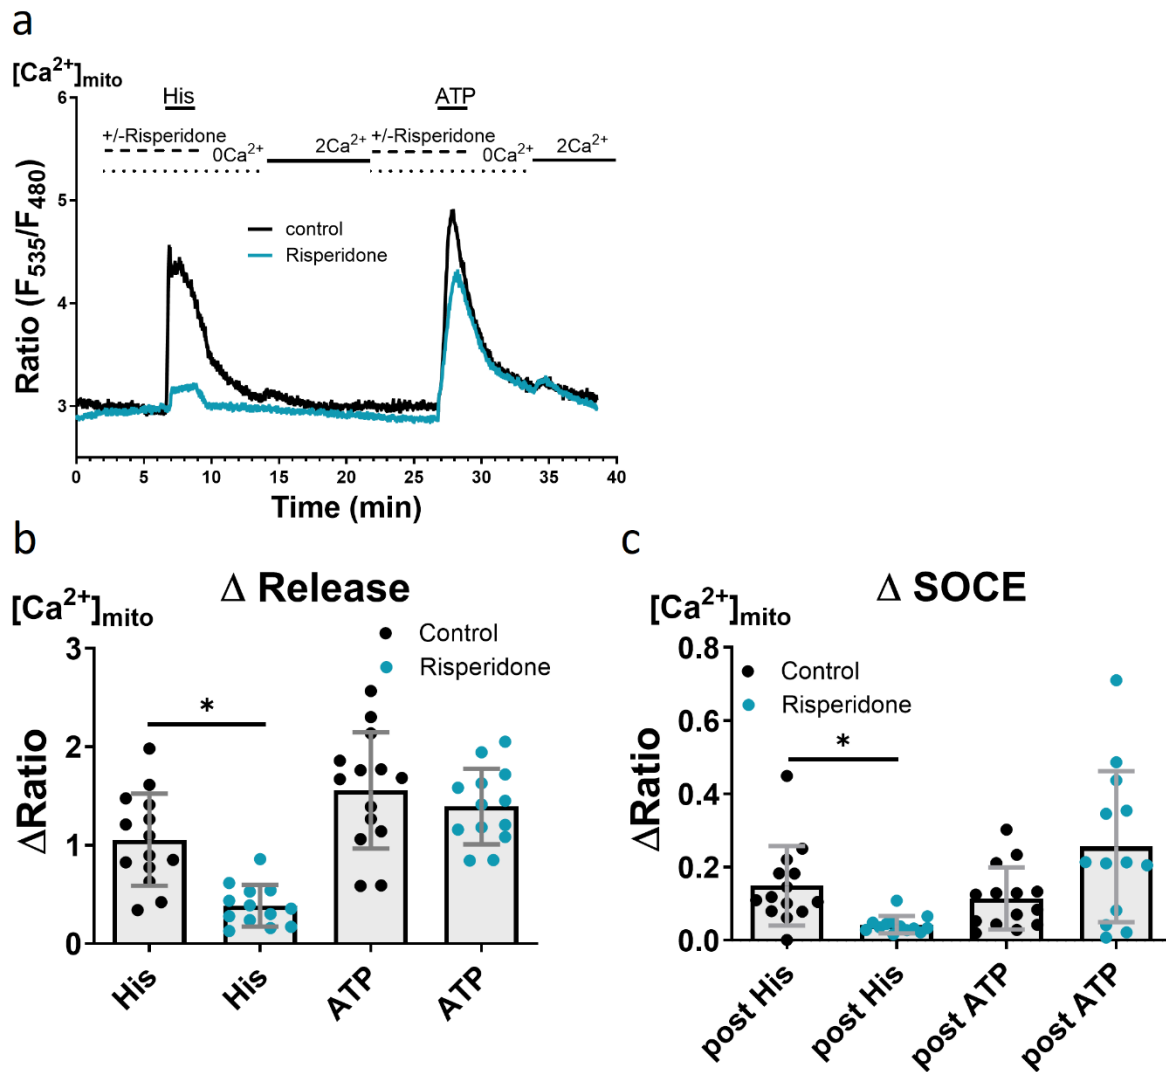 a
[Ca²⁺]mito
His
ATP
+/-Risperidone
0Ca²⁺
2Ca²⁺
+/-Risperidone
0Ca²⁺
2Ca²⁺
control
Risperidone
Ratio (F₅₃₅/F₄₈₀)
6
5
4
3
0 5 10 15 20 25 30 35 40
Time (min)
b
Δ Release
[Ca²⁺]mito
Control
Risperidone
*
ΔRatio
3
2
1
0
His His ATP ATP
c
Δ SOCE
[Ca²⁺]mito
Control
Risperidone
*
ΔRatio
0.8
0.6
0.4
0.2
0.0
post His post His post ATP post ATP